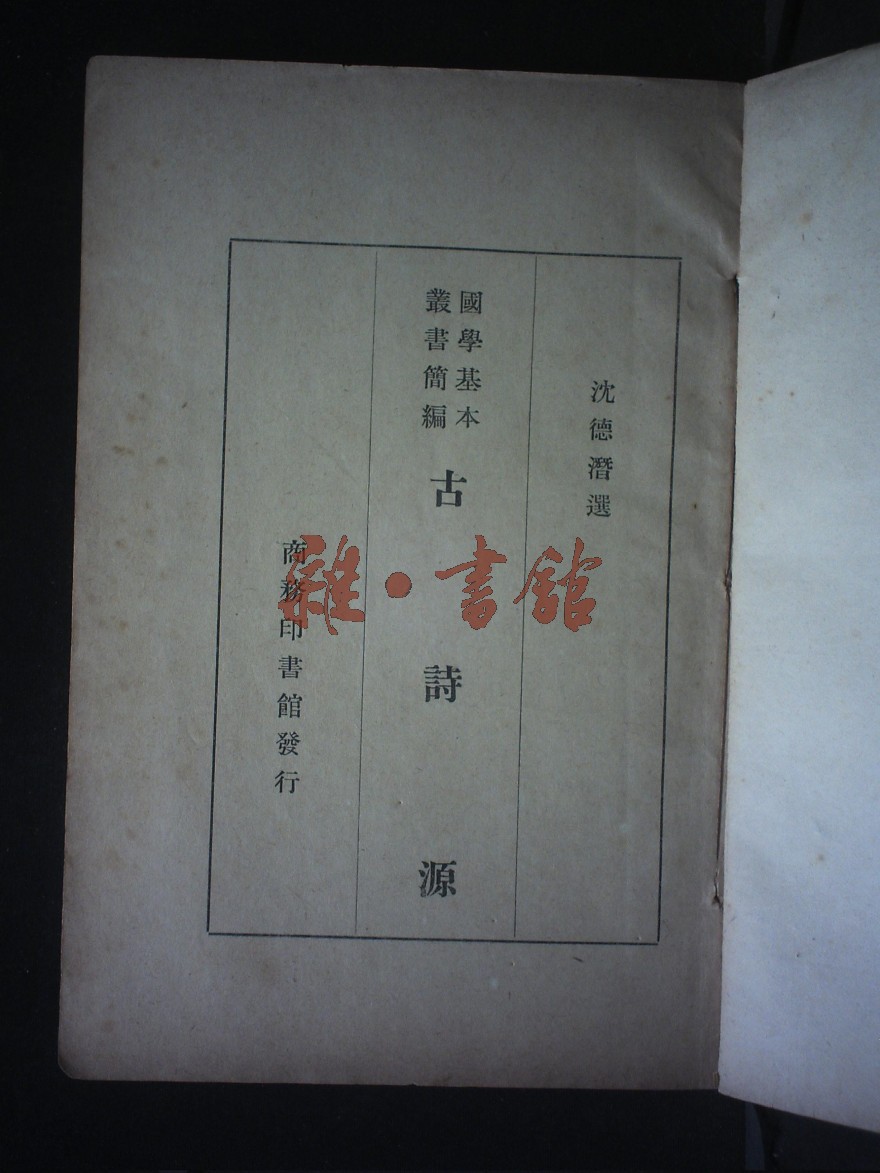 沈德潛選
國學基本
叢書簡編
古詩源
商務印書館發行
雜·書館